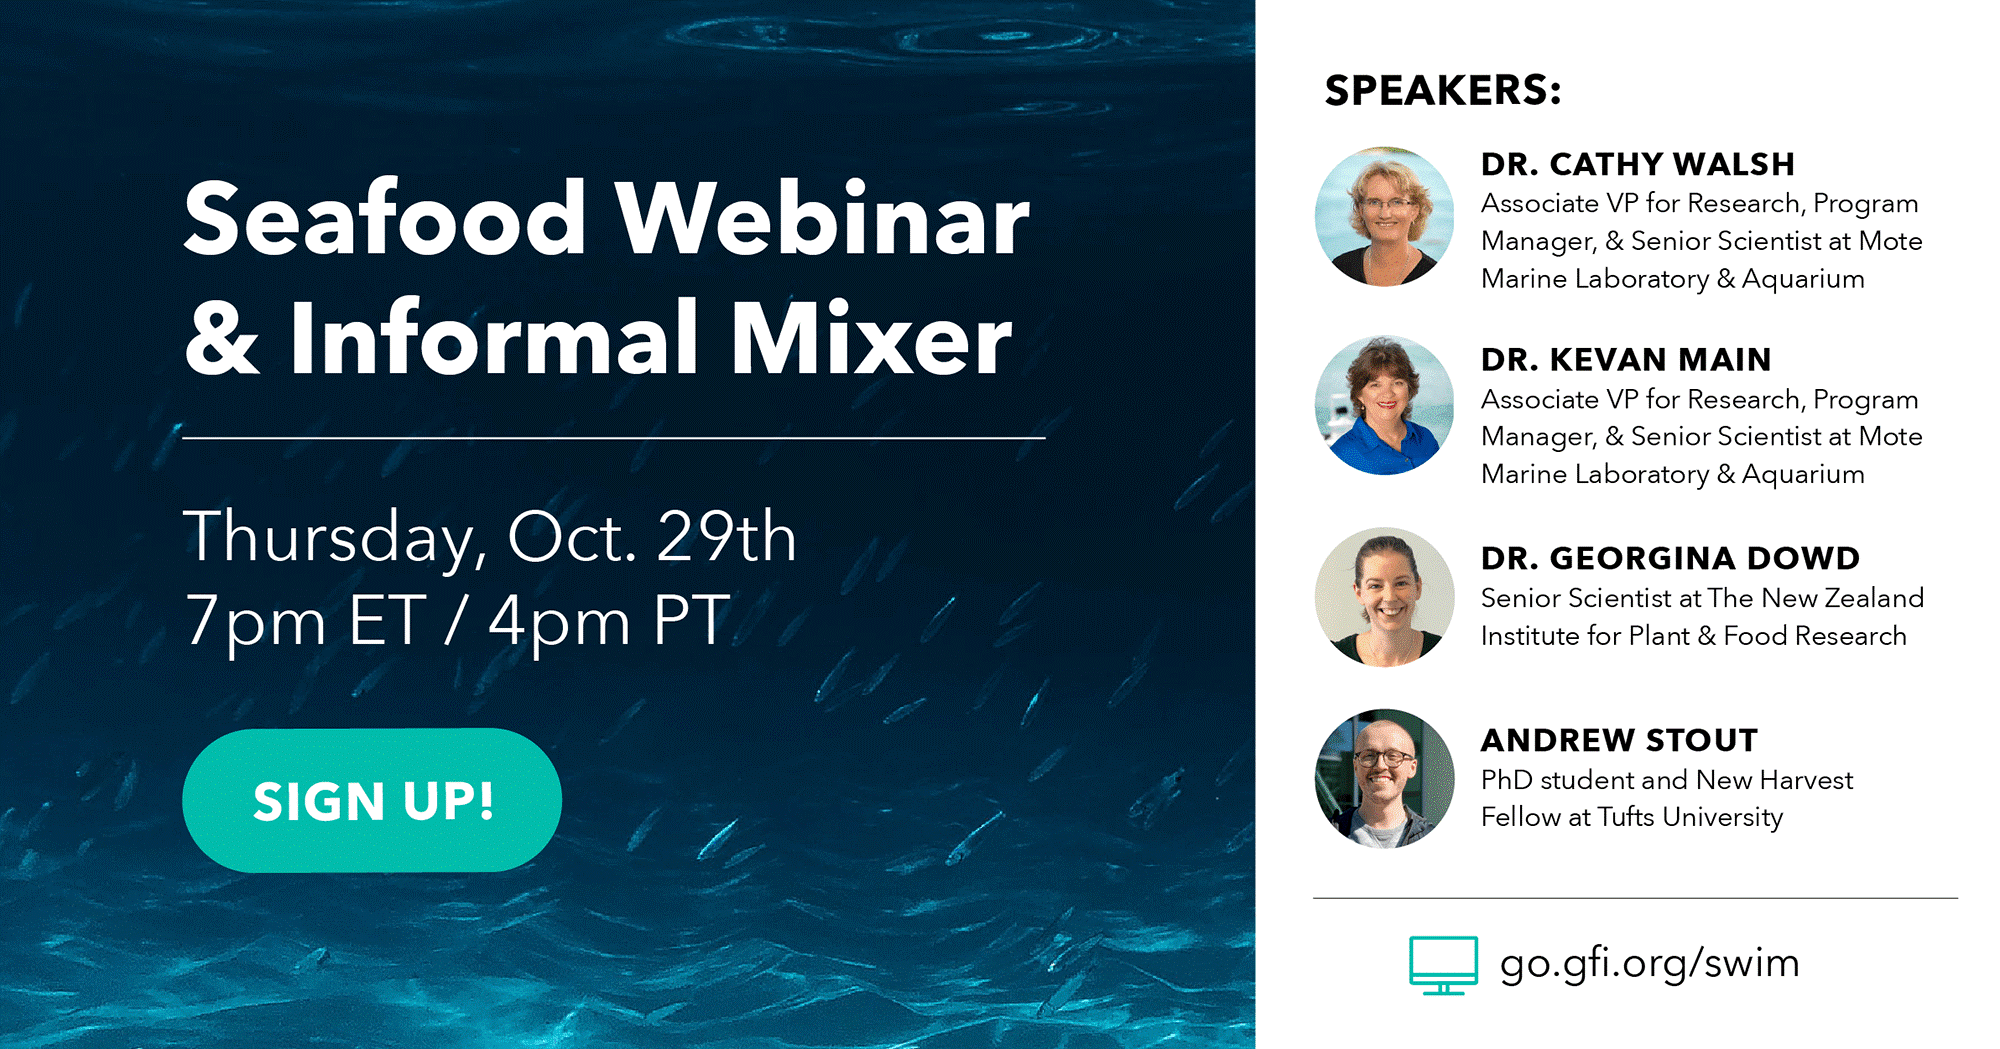 Seafood Webinar
& Informal Mixer
Thursday, Oct. 29th
7pm ET / 4pm PT
SIGN UP!
SPEAKERS:
DR. CATHY WALSH
Associate VP for Research, Program
Manager, & Senior Scientist at Mote
Marine Laboratory & Aquarium
DR. KEVAN MAIN
Associate VP for Research, Program
Manager, & Senior Scientist at Mote
Marine Laboratory & Aquarium
DR. GEORGINA DOWD
Senior Scientist at The New Zealand
Institute for Plant & Food Research
ANDREW STOUT
PhD student and New Harvest
Fellow at Tufts University
go.gfi.org/swim